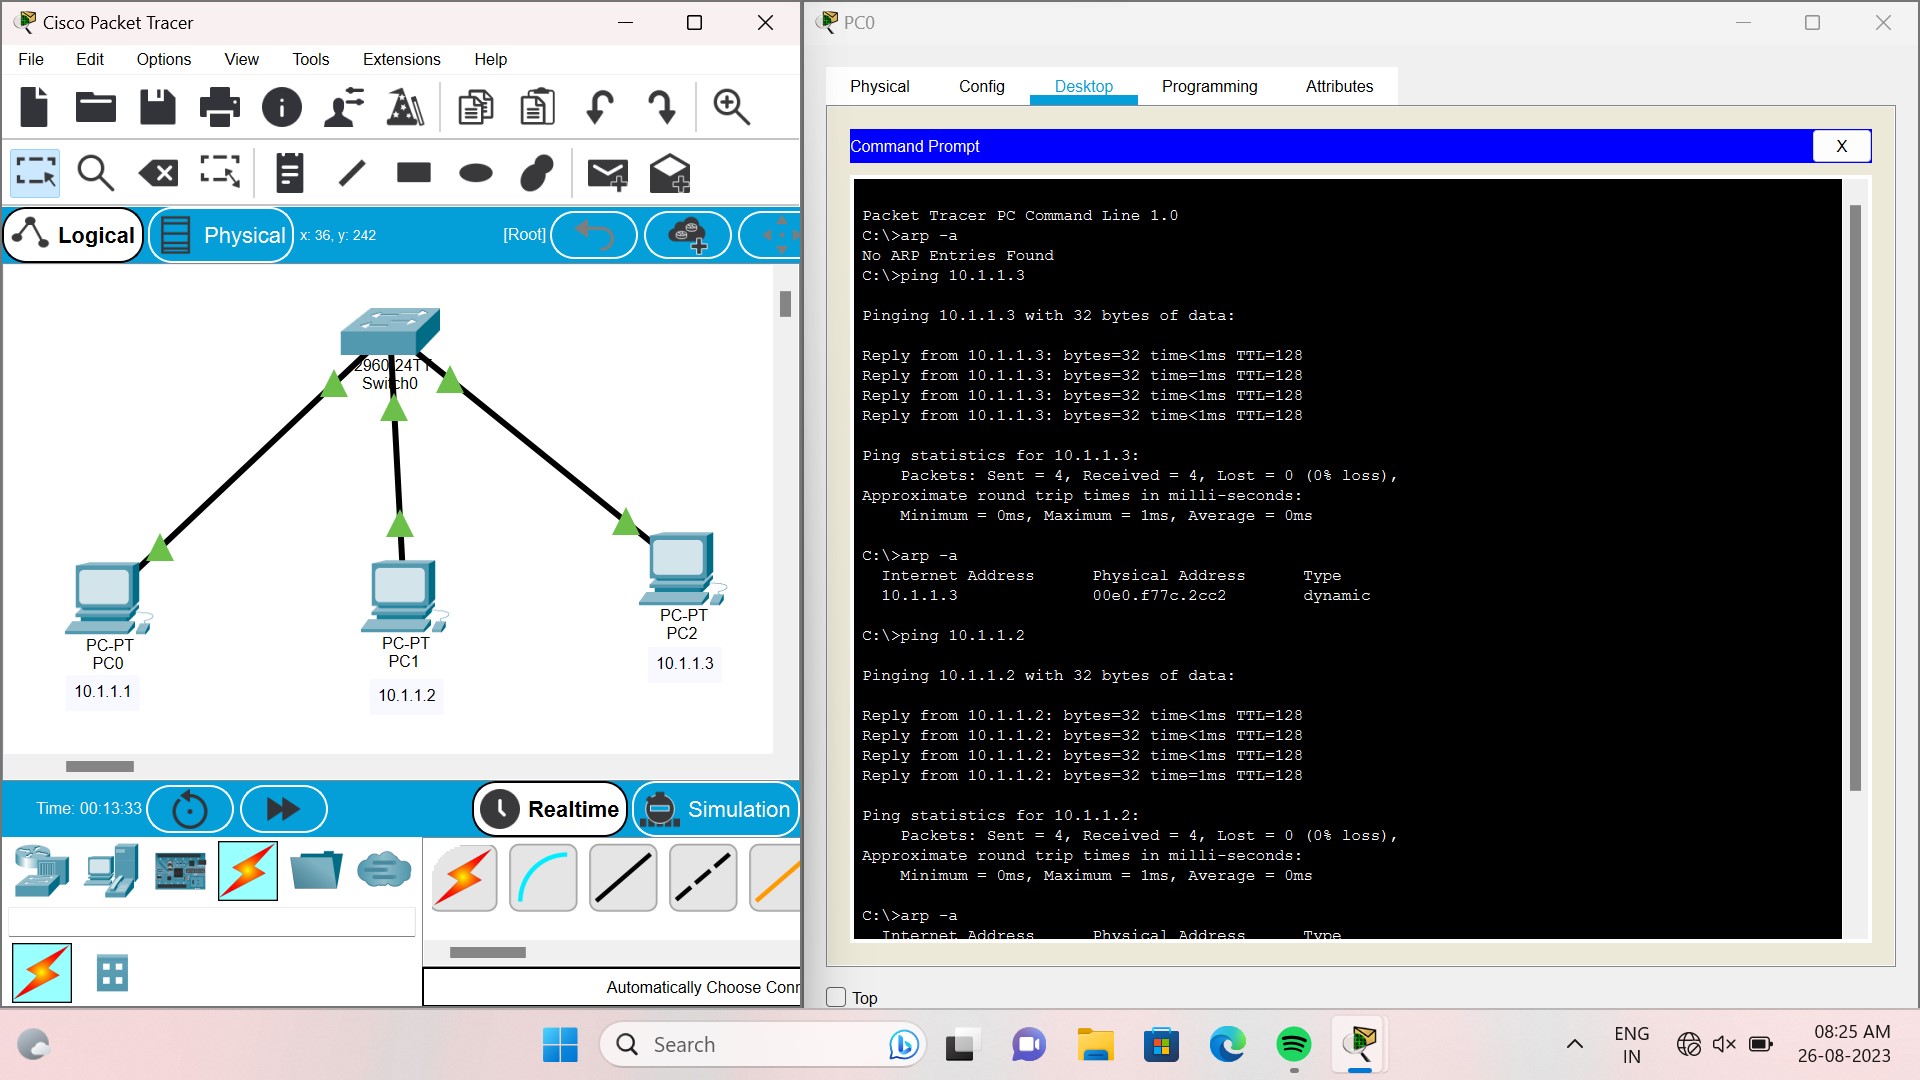 Cisco Packet Tracer
File Edit Options View Tools Extensions Help
Logical Physical x: 36, y: 242 [Root]
2960-24TT
Switch0
PC-PT
PC0
10.1.1.1
PC-PT
PC1
10.1.1.2
PC-PT
PC2
10.1.1.3
Time: 00:13:33 Realtime Simulation
Automatically Choose Conn
PC0
Physical Config Desktop Programming Attributes
Command Prompt X
Packet Tracer PC Command Line 1.0
C:\>arp -a
No ARP Entries Found
C:\>ping 10.1.1.3
Pinging 10.1.1.3 with 32 bytes of data:
Reply from 10.1.1.3: bytes=32 time<1ms TTL=128
Reply from 10.1.1.3: bytes=32 time=1ms TTL=128
Reply from 10.1.1.3: bytes=32 time<1ms TTL=128
Reply from 10.1.1.3: bytes=32 time<1ms TTL=128
Ping statistics for 10.1.1.3:
Packets: Sent = 4, Received = 4, Lost = 0 (0% loss),
Approximate round trip times in milli-seconds:
Minimum = 0ms, Maximum = 1ms, Average = 0ms
C:\>arp -a
Internet Address Physical Address Type
10.1.1.3 00e0.f77c.2cc2 dynamic
C:\>ping 10.1.1.2
Pinging 10.1.1.2 with 32 bytes of data:
Reply from 10.1.1.2: bytes=32 time<1ms TTL=128
Reply from 10.1.1.2: bytes=32 time<1ms TTL=128
Reply from 10.1.1.2: bytes=32 time<1ms TTL=128
Reply from 10.1.1.2: bytes=32 time=1ms TTL=128
Ping statistics for 10.1.1.2:
Packets: Sent = 4, Received = 4, Lost = 0 (0% loss),
Approximate round trip times in milli-seconds:
Minimum = 0ms, Maximum = 1ms, Average = 0ms
C:\>arp -a
Internet Address Physical Address Type
Top
Search
ENG
IN
08:25 AM
26-08-2023